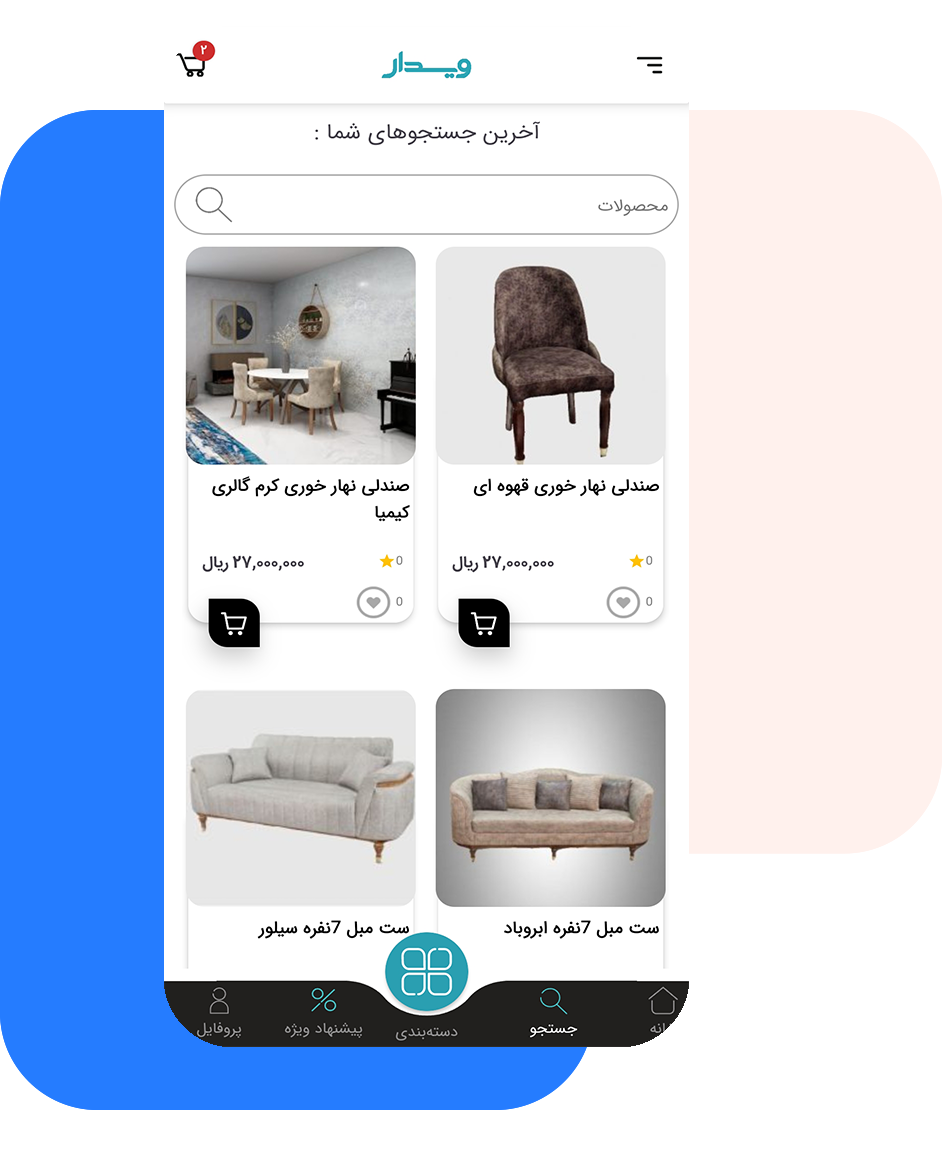 ۲
ویدار
آخرین جستجوهای شما :
محصولات
صندلی نهار خوری قهوه ای
صندلی نهار خوری کرم گالری
کیمیا
0
۲۷,۰۰۰,۰۰۰ ریال
0
0
۲۷,۰۰۰,۰۰۰ ریال
0
ست مبل 7نفره ابروباد
ست مبل 7نفره سیلور
انه
جستجو
دسته‌بندی
پیشنهاد ویژه
پروفایل